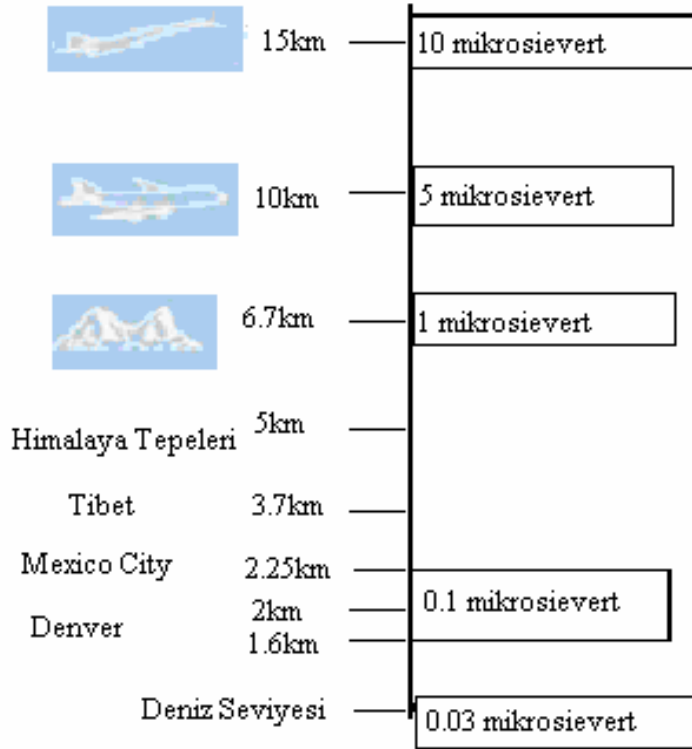 15km 10 mikrosievert
10km 5 mikrosievert
6.7km 1 mikrosievert
Himalaya Tepeleri 5km
Tibet 3.7km
Mexico City 2.25km
2km 0.1 mikrosievert
Denver 1.6km
Deniz Seviyesi 0.03 mikrosievert